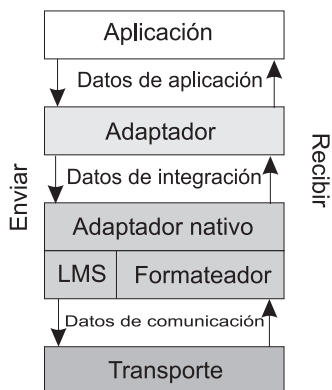 Aplicación
Datos de aplicación
Adaptador
Enviar
Recibir
Datos de integración
Adaptador nativo
LMS
Formateador
Datos de comunicación
Transporte